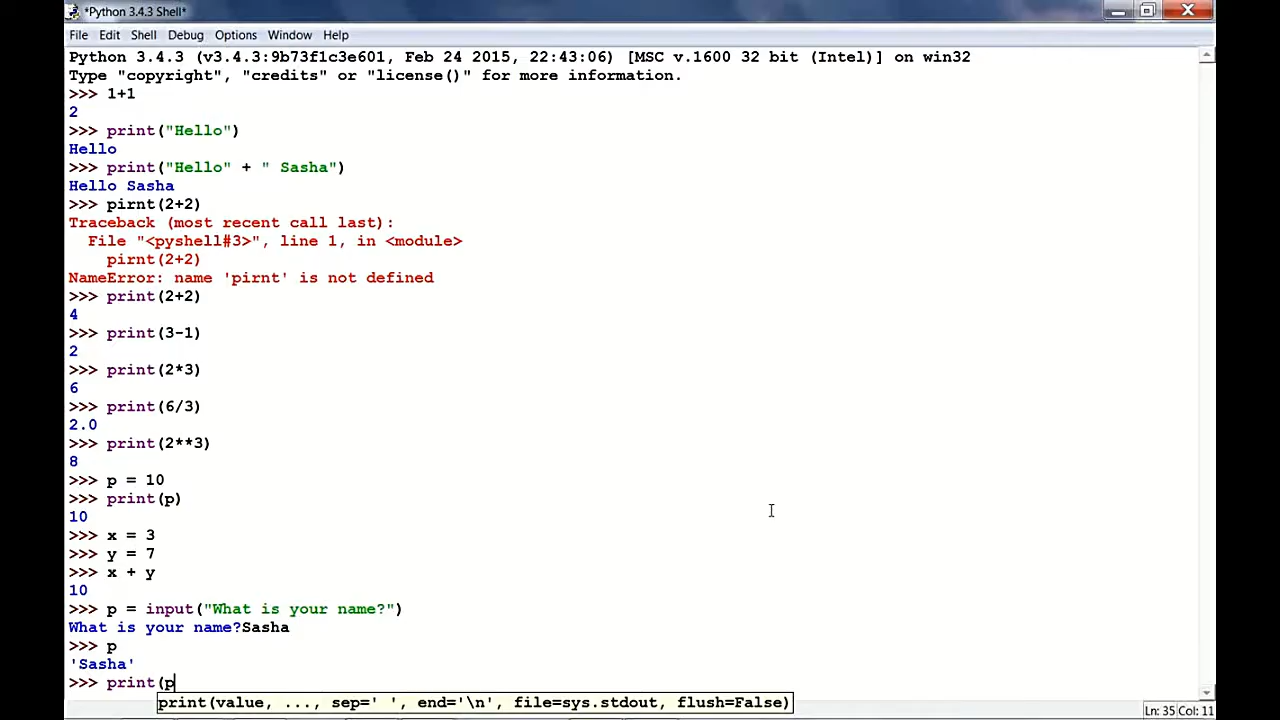 *Python 3.4.3 Shell*
File Edit Shell Debug Options Window Help
Python 3.4.3 (v3.4.3:9b73f1c3e601, Feb 24 2015, 22:43:06) [MSC v.1600 32 bit (Intel)] on win32
Type "copyright", "credits" or "license()" for more information.
>>> 1+1
2
>>> print("Hello")
Hello
>>> print("Hello" + " Sasha")
Hello Sasha
>>> pirnt(2+2)
Traceback (most recent call last):
  File "<pyshell#3>", line 1, in <module>
    pirnt(2+2)
NameError: name 'pirnt' is not defined
>>> print(2+2)
4
>>> print(3-1)
2
>>> print(2*3)
6
>>> print(6/3)
2.0
>>> print(2**3)
8
>>> p = 10
>>> print(p)
10
>>> x = 3
>>> y = 7
>>> x + y
10
>>> p = input("What is your name?")
What is your name?Sasha
>>> p
'Sasha'
>>> print(p
print(value, ..., sep=' ', end='\n', file=sys.stdout, flush=False)
Ln: 35 Col: 11